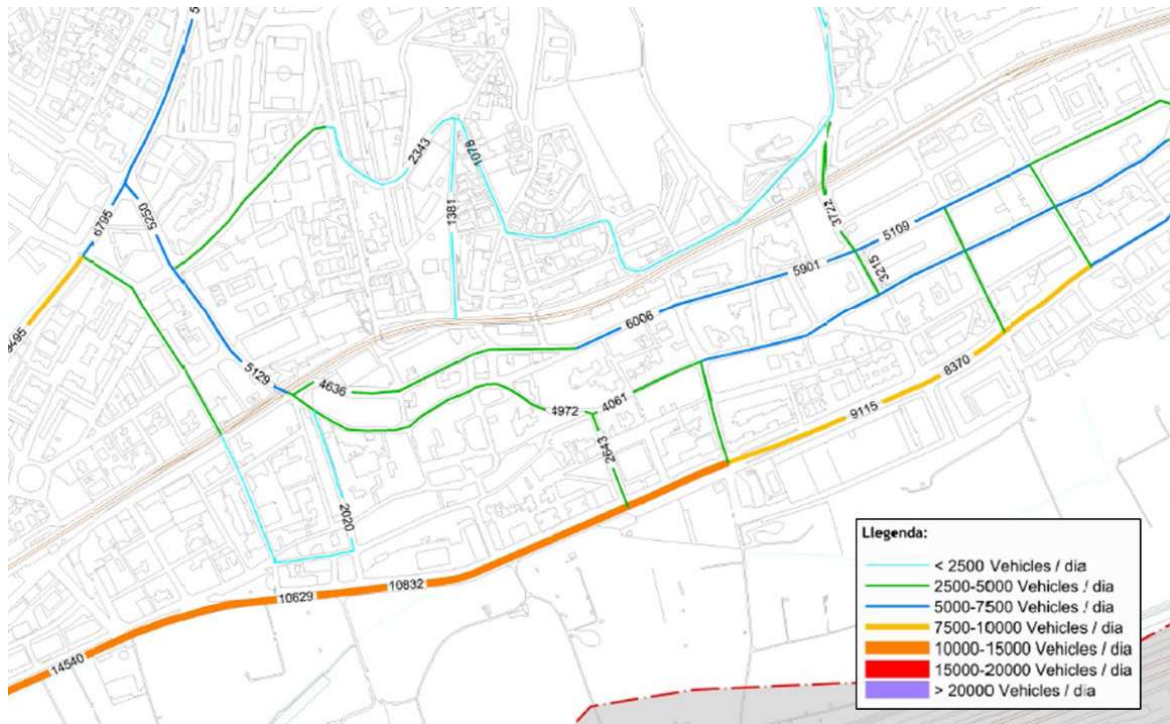 6795
5250
2343
1078
1381
3722
5109
3215
5901
6006
5129
4636
4972
4061
2643
8370
9115
2020
10832
10629
14540
Llegenda:
< 2500 Vehicles / dia
2500-5000 Vehicles / dia
5000-7500 Vehicles / dia
7500-10000 Vehicles / dia
10000-15000 Vehicles / dia
15000-20000 Vehicles / dia
> 20000 Vehicles / dia